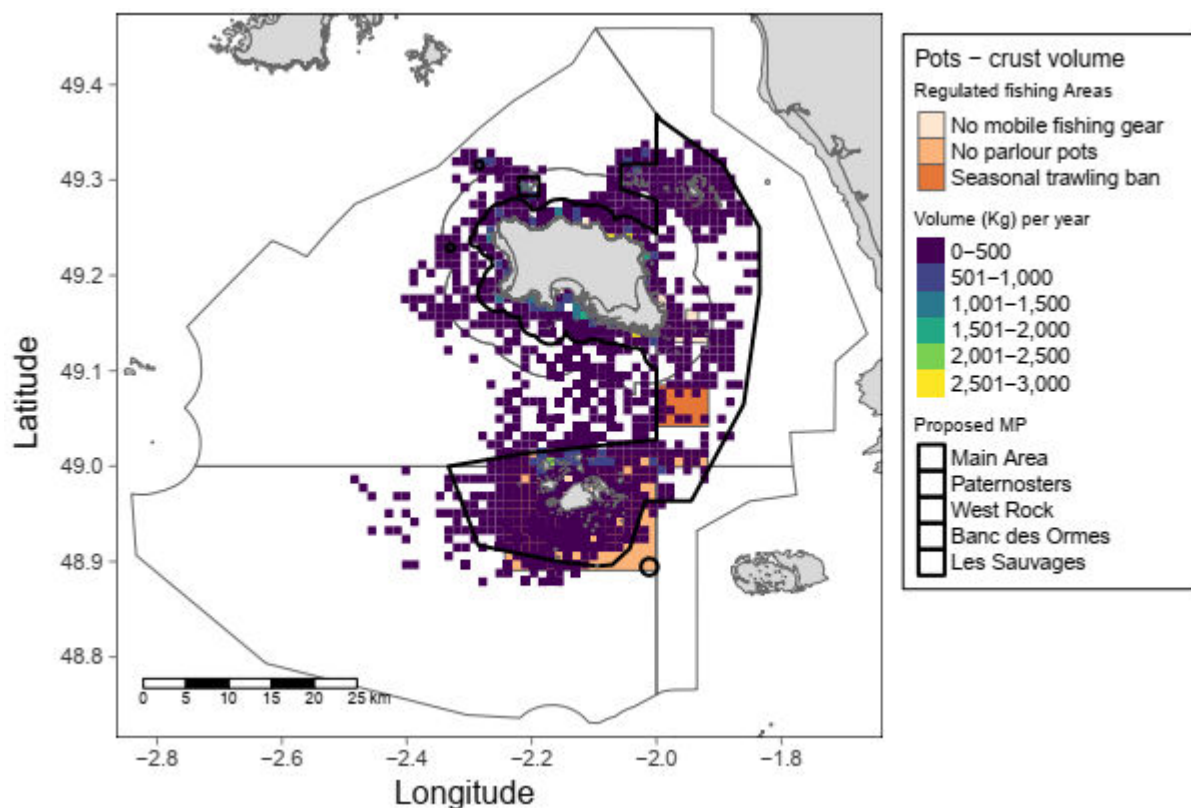 Pots − crust volume
Regulated fishing Areas
No mobile fishing gear
No parlour pots
Seasonal trawling ban
Volume (Kg) per year
0−500
501−1,000
1,001−1,500
1,501−2,000
2,001−2,500
2,501−3,000
Proposed MP
Main Area
Paternosters
West Rock
Banc des Ormes
Les Sauvages
Latitude
49.4
49.3
49.2
49.1
49.0
48.9
48.8
0 5 10 15 20 25 km
−2.8 −2.6 −2.4 −2.2 −2.0 −1.8
Longitude